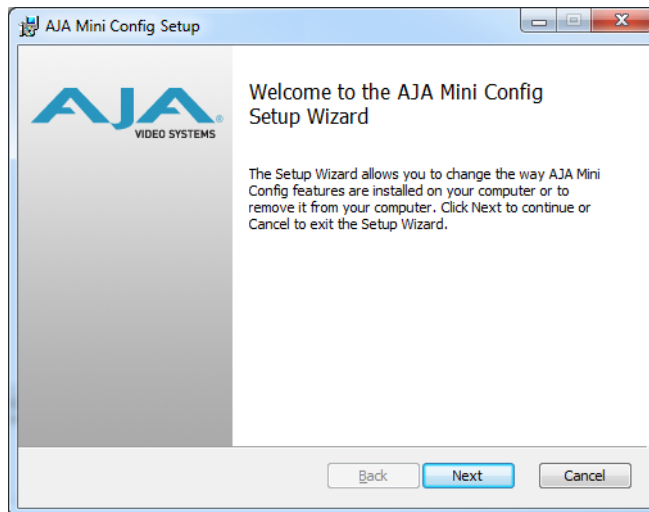 AJA Mini Config Setup
AJA
VIDEO SYSTEMS
Welcome to the AJA Mini Config
Setup Wizard
The Setup Wizard allows you to change the way AJA Mini
Config features are installed on your computer or to
remove it from your computer. Click Next to continue or
Cancel to exit the Setup Wizard.
Back
Next
Cancel